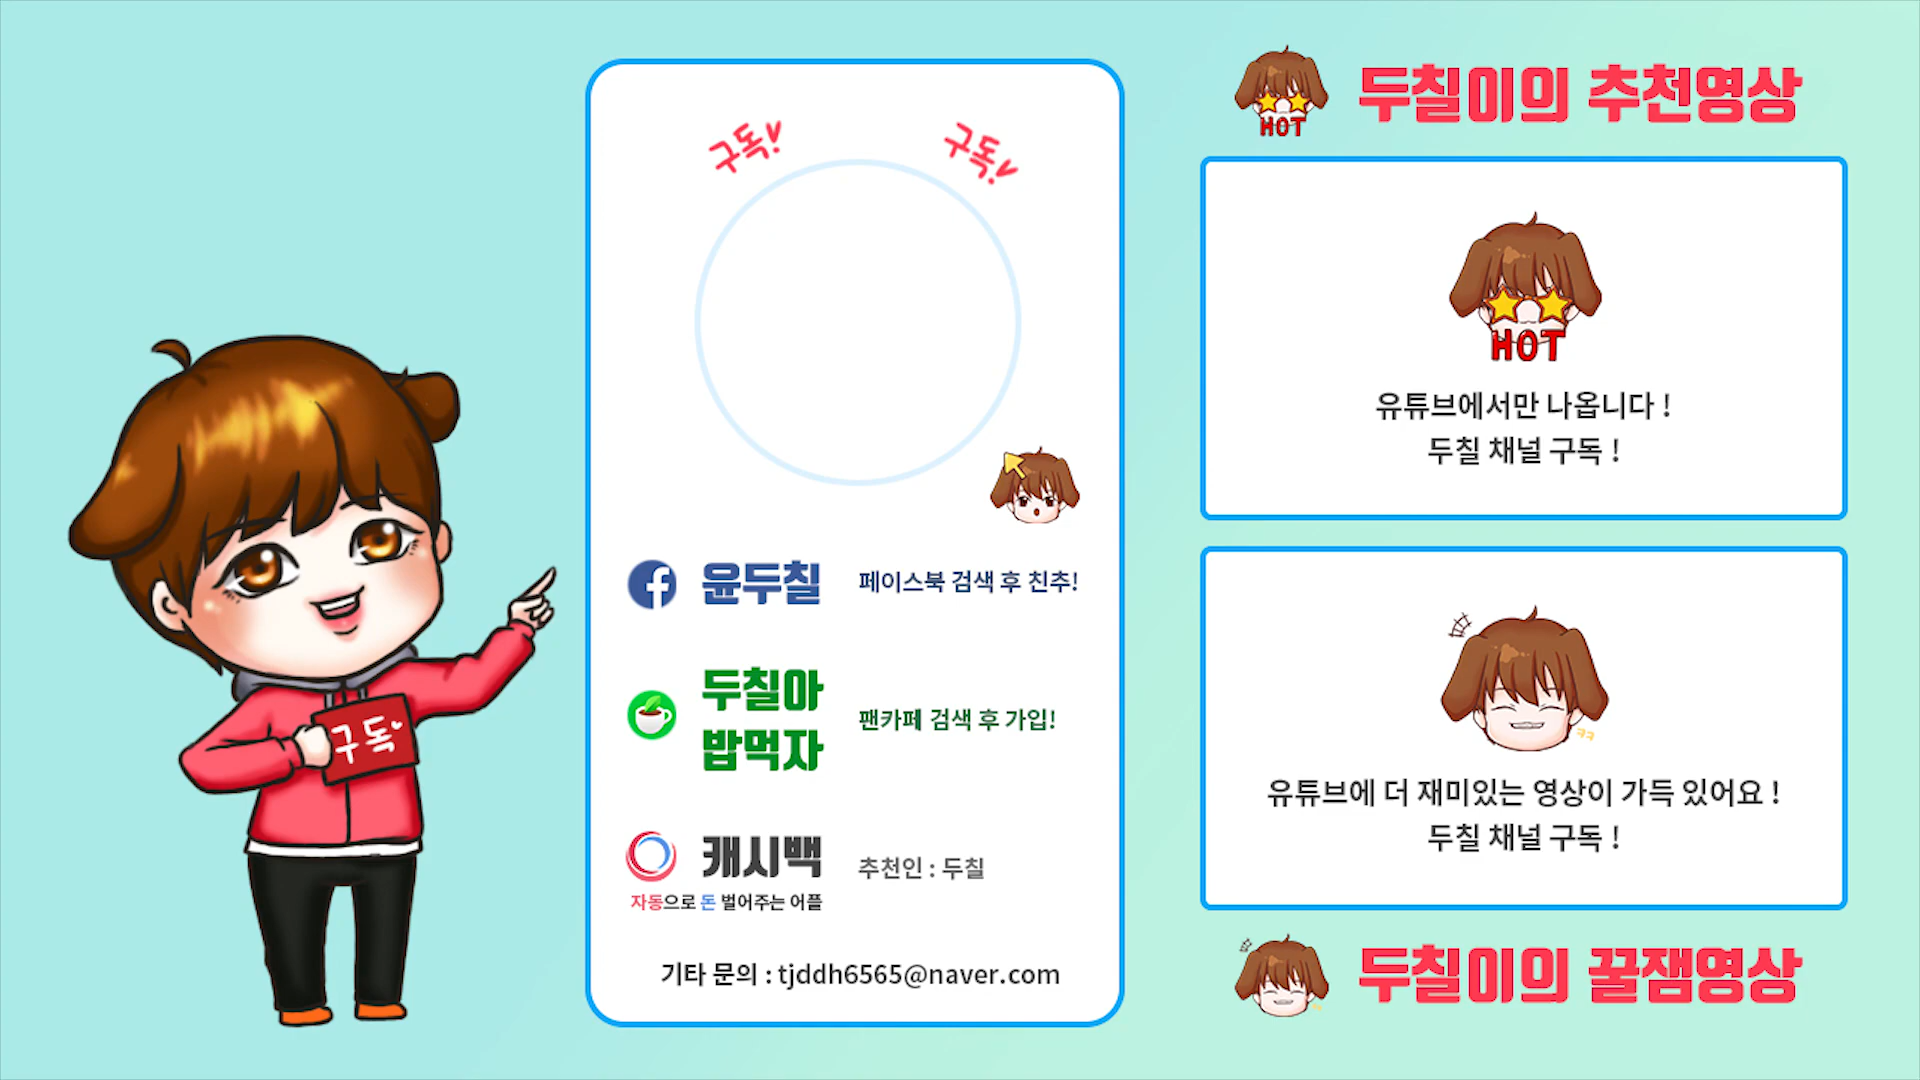 구독!
구독!
윤두칠 페이스북 검색 후 친추!
두칠아
밥먹자
팬카페 검색 후 가입!
캐시백 추천인 : 두칠
자동으로 돈 벌어주는 어플
기타 문의 : tjddh6565@naver.com
구독
HOT
두칠이의 추천영상
HOT
유튜브에서만 나옵니다 !
두칠 채널 구독 !
ㅋㅋ
유튜브에 더 재미있는 영상이 가득 있어요 !
두칠 채널 구독 !
두칠이의 꿀잼영상